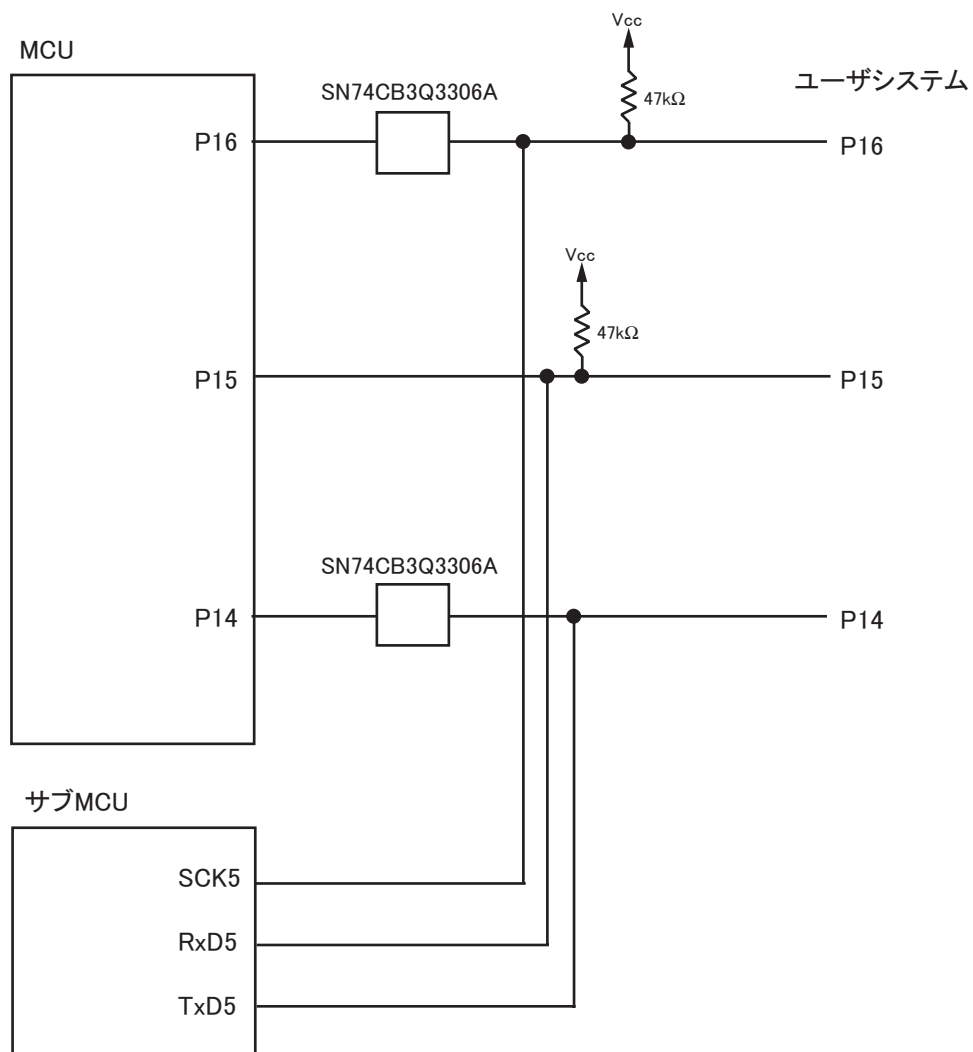 MCU
Vcc
ユーザシステム
SN74CB3Q3306A
47kΩ
P16
P16
Vcc
47kΩ
P15
P15
SN74CB3Q3306A
P14
P14
サブMCU
SCK5
RxD5
TxD5